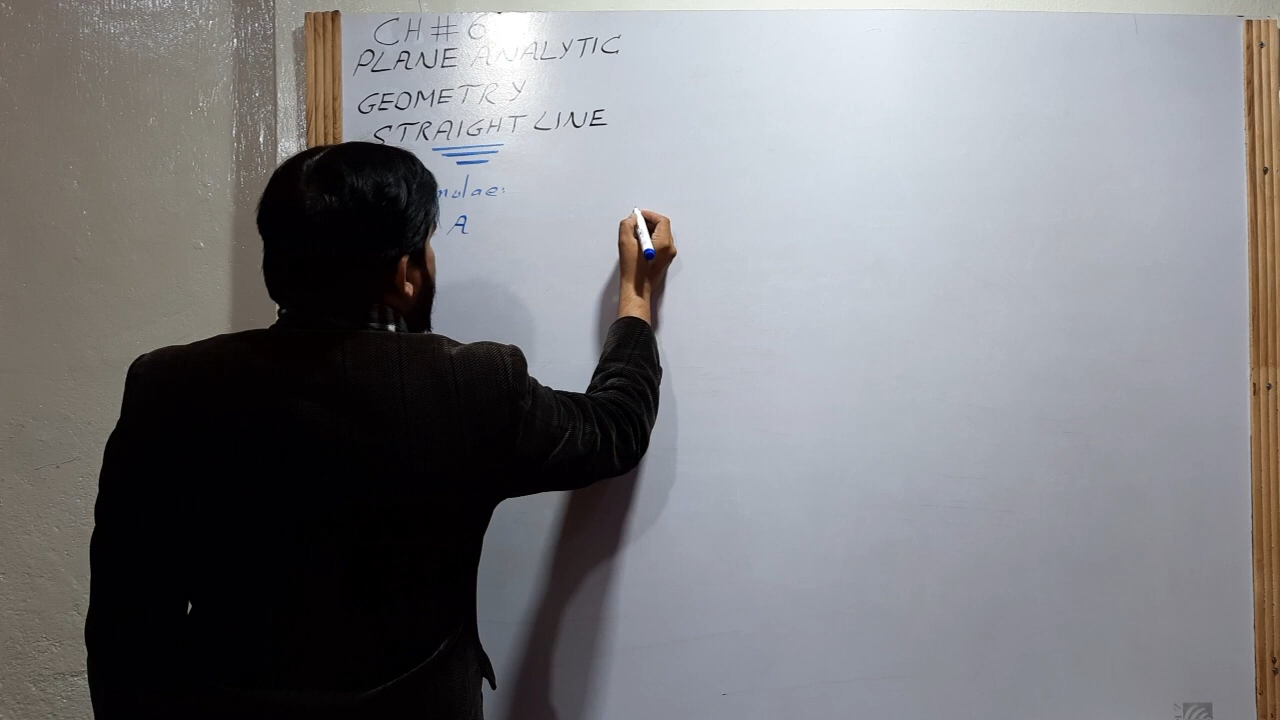 CH # 6
PLANE ANALYTIC
GEOMETRY
STRAIGHT LINE
mulae:
A